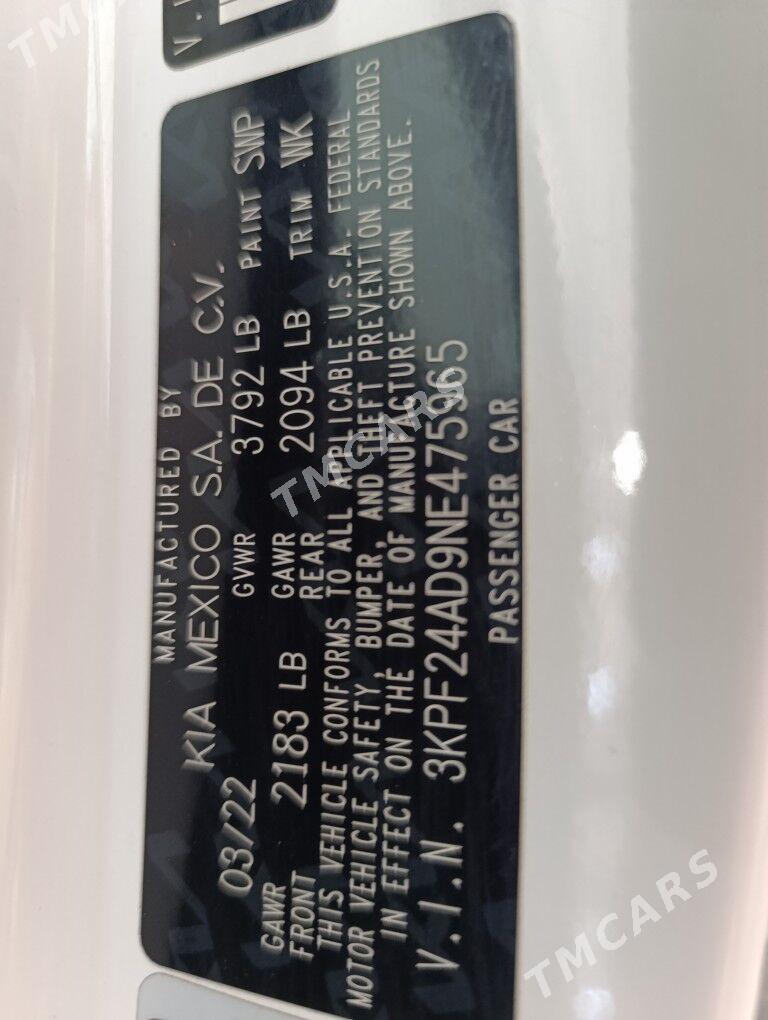 MANUFACTURED BY
KIA MEXICO S.A. DE C.V.
03/22 GVWR 3792 LB PAINT SWP
GAWR FRONT 2183 LB GAWR REAR 2094 LB TRIM WK
THIS VEHICLE CONFORMS TO ALL APPLICABLE U.S.A. FEDERAL
MOTOR VEHICLE SAFETY, BUMPER, AND THEFT PREVENTION STANDARDS
IN EFFECT ON THE DATE OF MANUFACTURE SHOWN ABOVE.
V.I.N. 3KPF24AD9NE475965
PASSENGER CAR
TMCARS
TMCARS
TMCARS